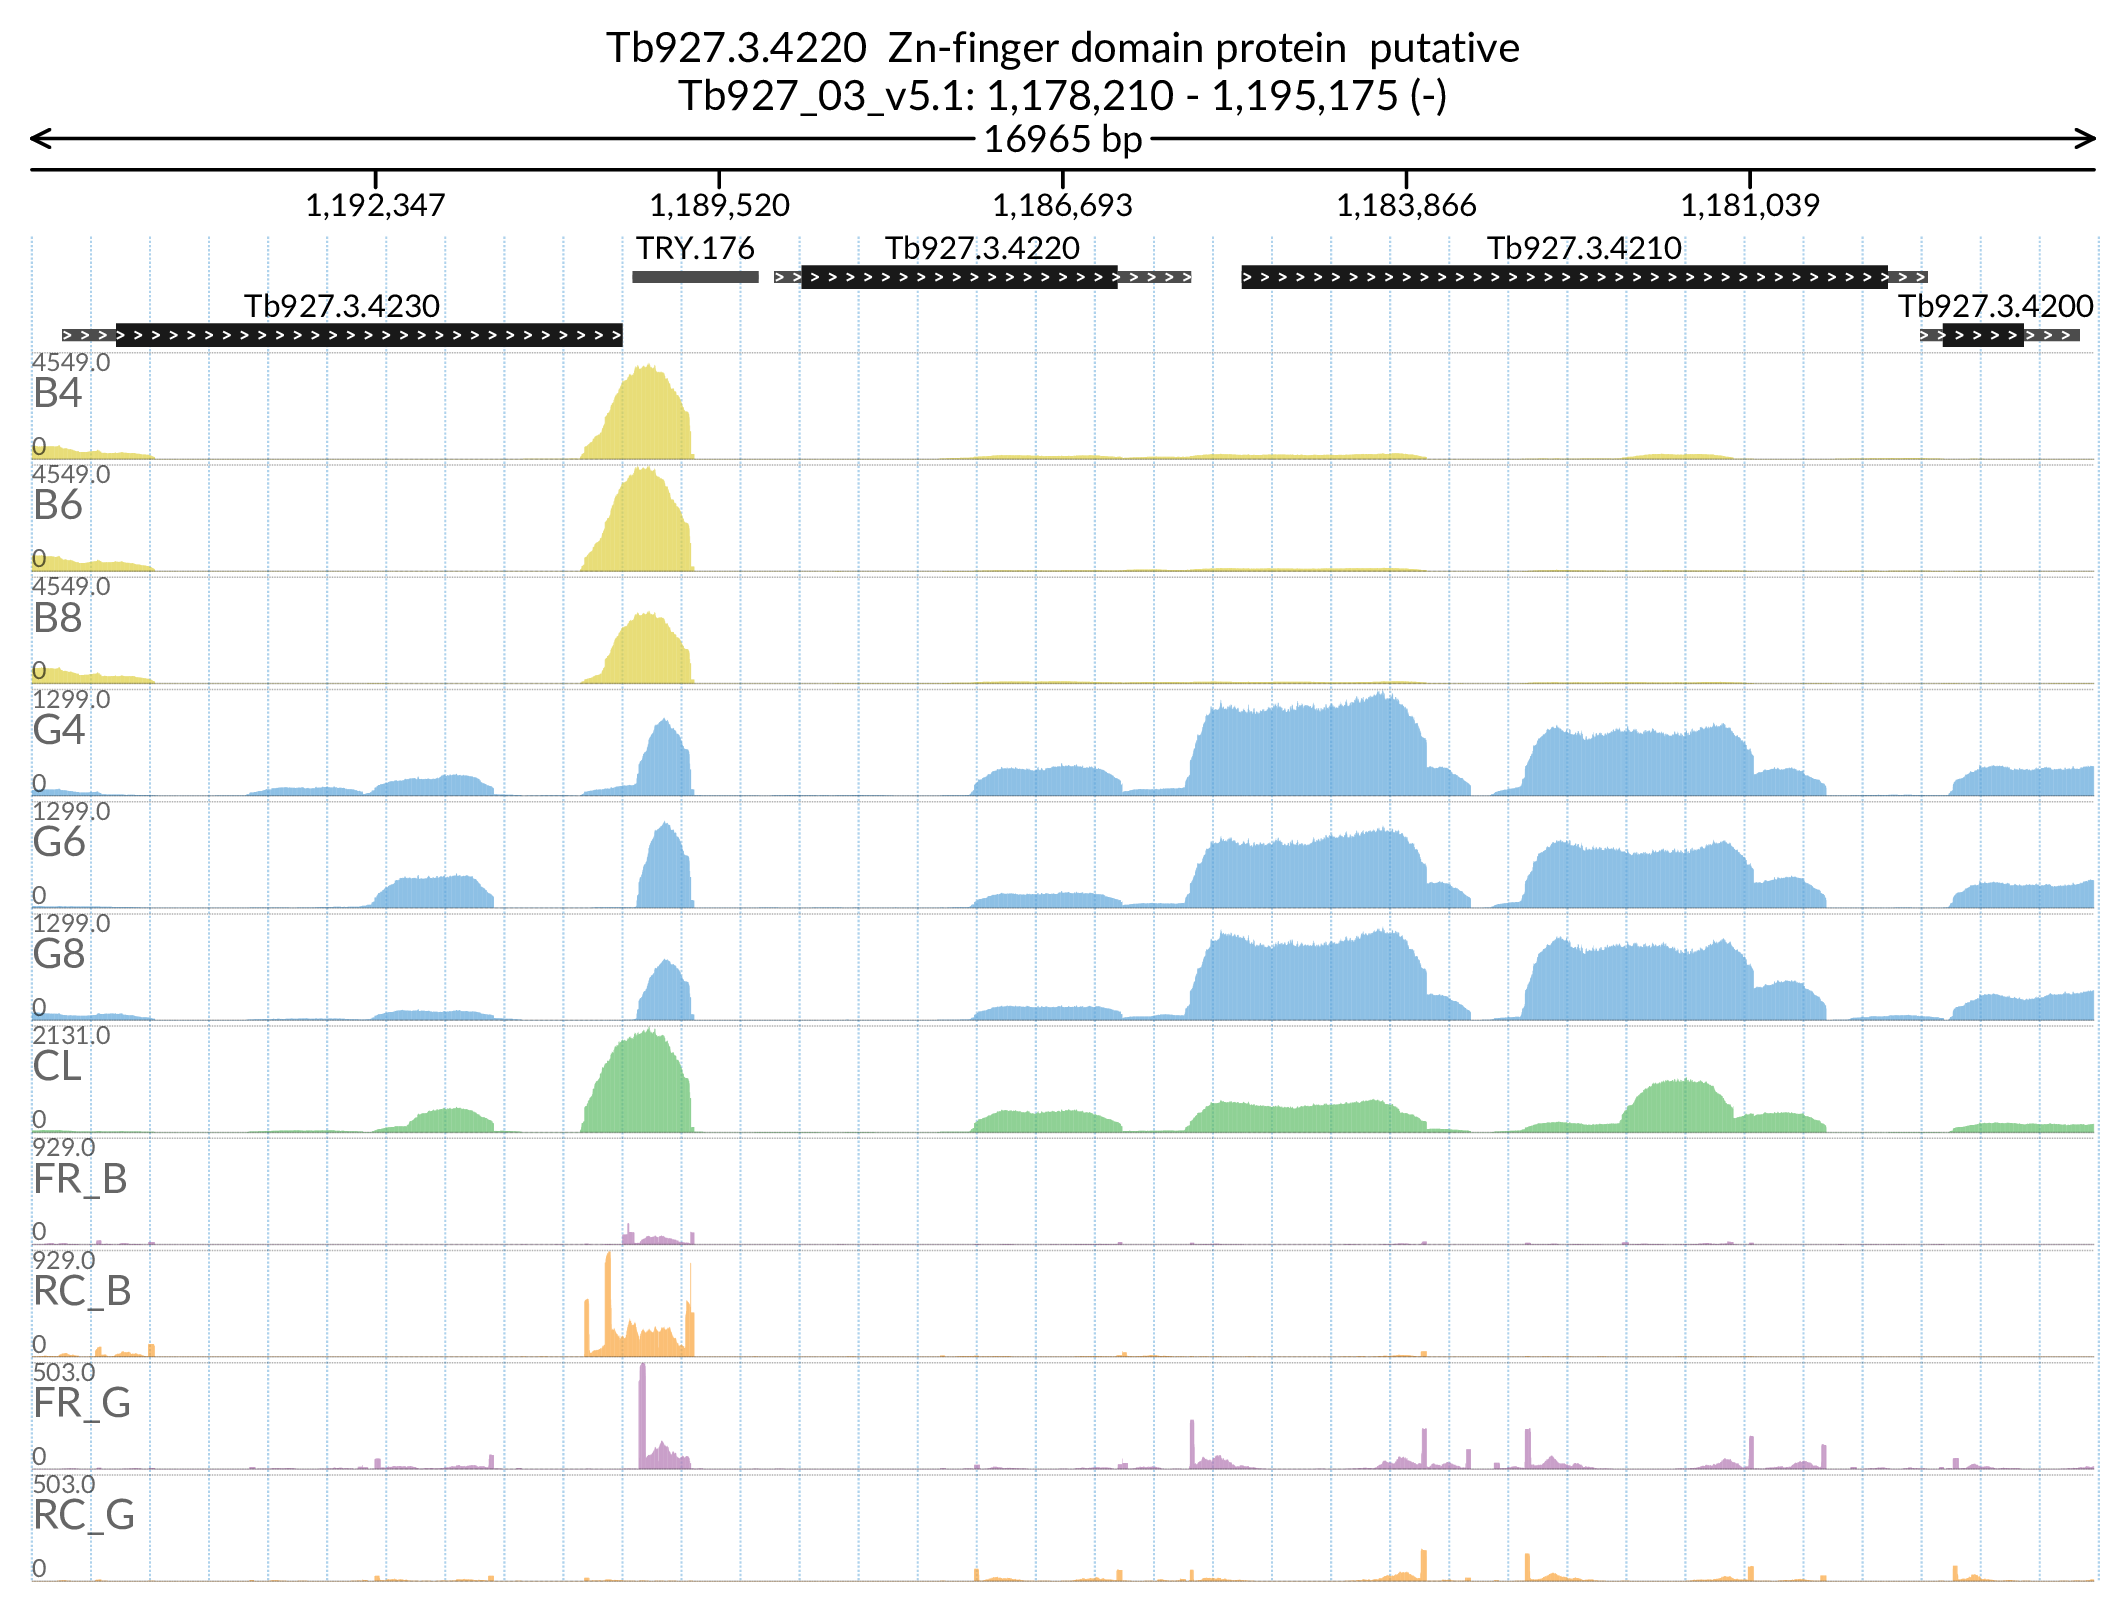 Tb927.3.4220  Zn-finger domain protein  putative
Tb927_03_v5.1: 1,178,210 - 1,195,175 (-)
16965 bp
1,192,347 1,189,520 1,186,693 1,183,866 1,181,039
TRY.176 Tb927.3.4220 Tb927.3.4210
Tb927.3.4230 Tb927.3.4200
4549.0
B4
0
4549.0
B6
0
4549.0
B8
0
1299.0
G4
0
1299.0
G6
0
1299.0
G8
0
2131.0
CL
0
929.0
FR_B
0
929.0
RC_B
0
503.0
FR_G
0
503.0
RC_G
0